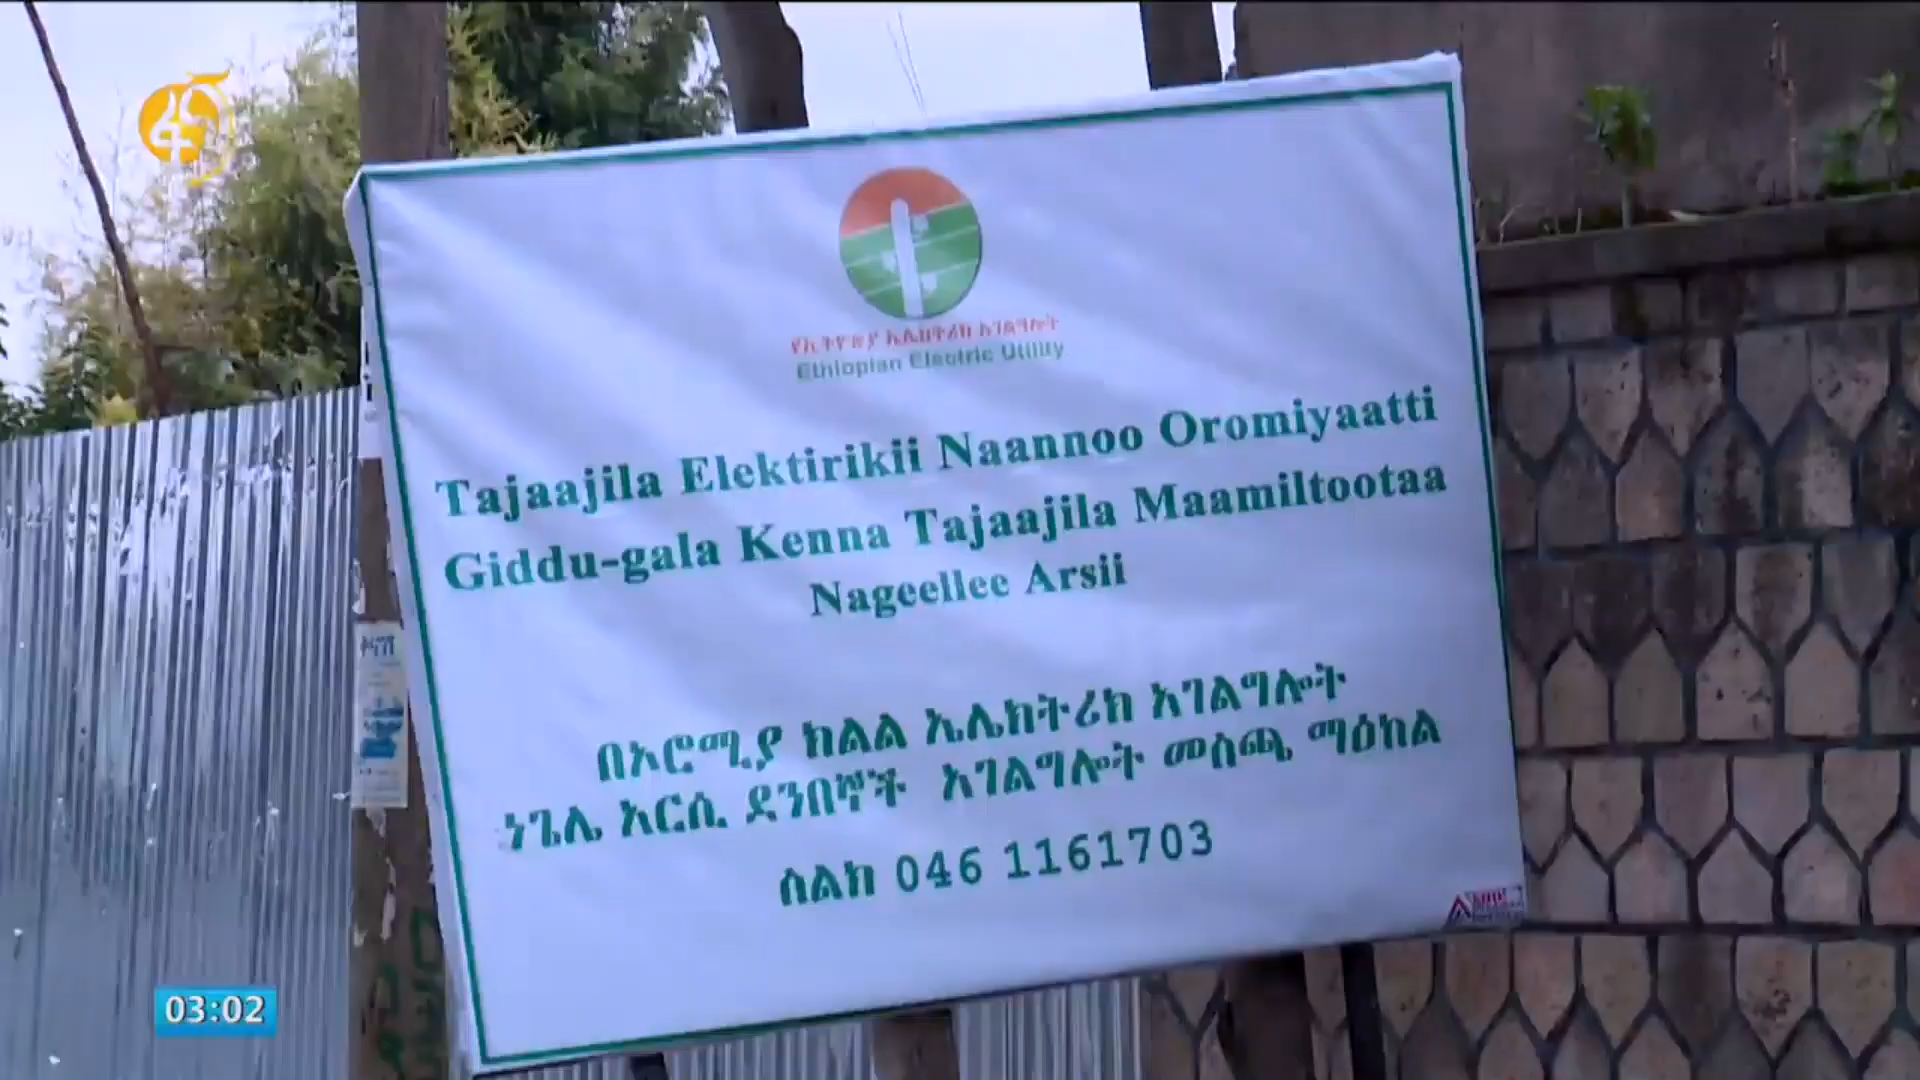 ፋና
የኢትዮጵያ ኤሌክትሪክ አገልግሎት
Ethiopian Electric Utility
Tajaajila Elektirikii Naannoo Oromiyaatti
Giddu-gala Kenna Tajaajila Maamiltootaa
Nageellee Arsii
በኦሮሚያ ክልል ኤሌክትሪክ አገልግሎት
ነጌሌ አርሲ ደንበኞች አገልግሎት መስጫ ማዕከል
ስልክ 046 1161703
03:02